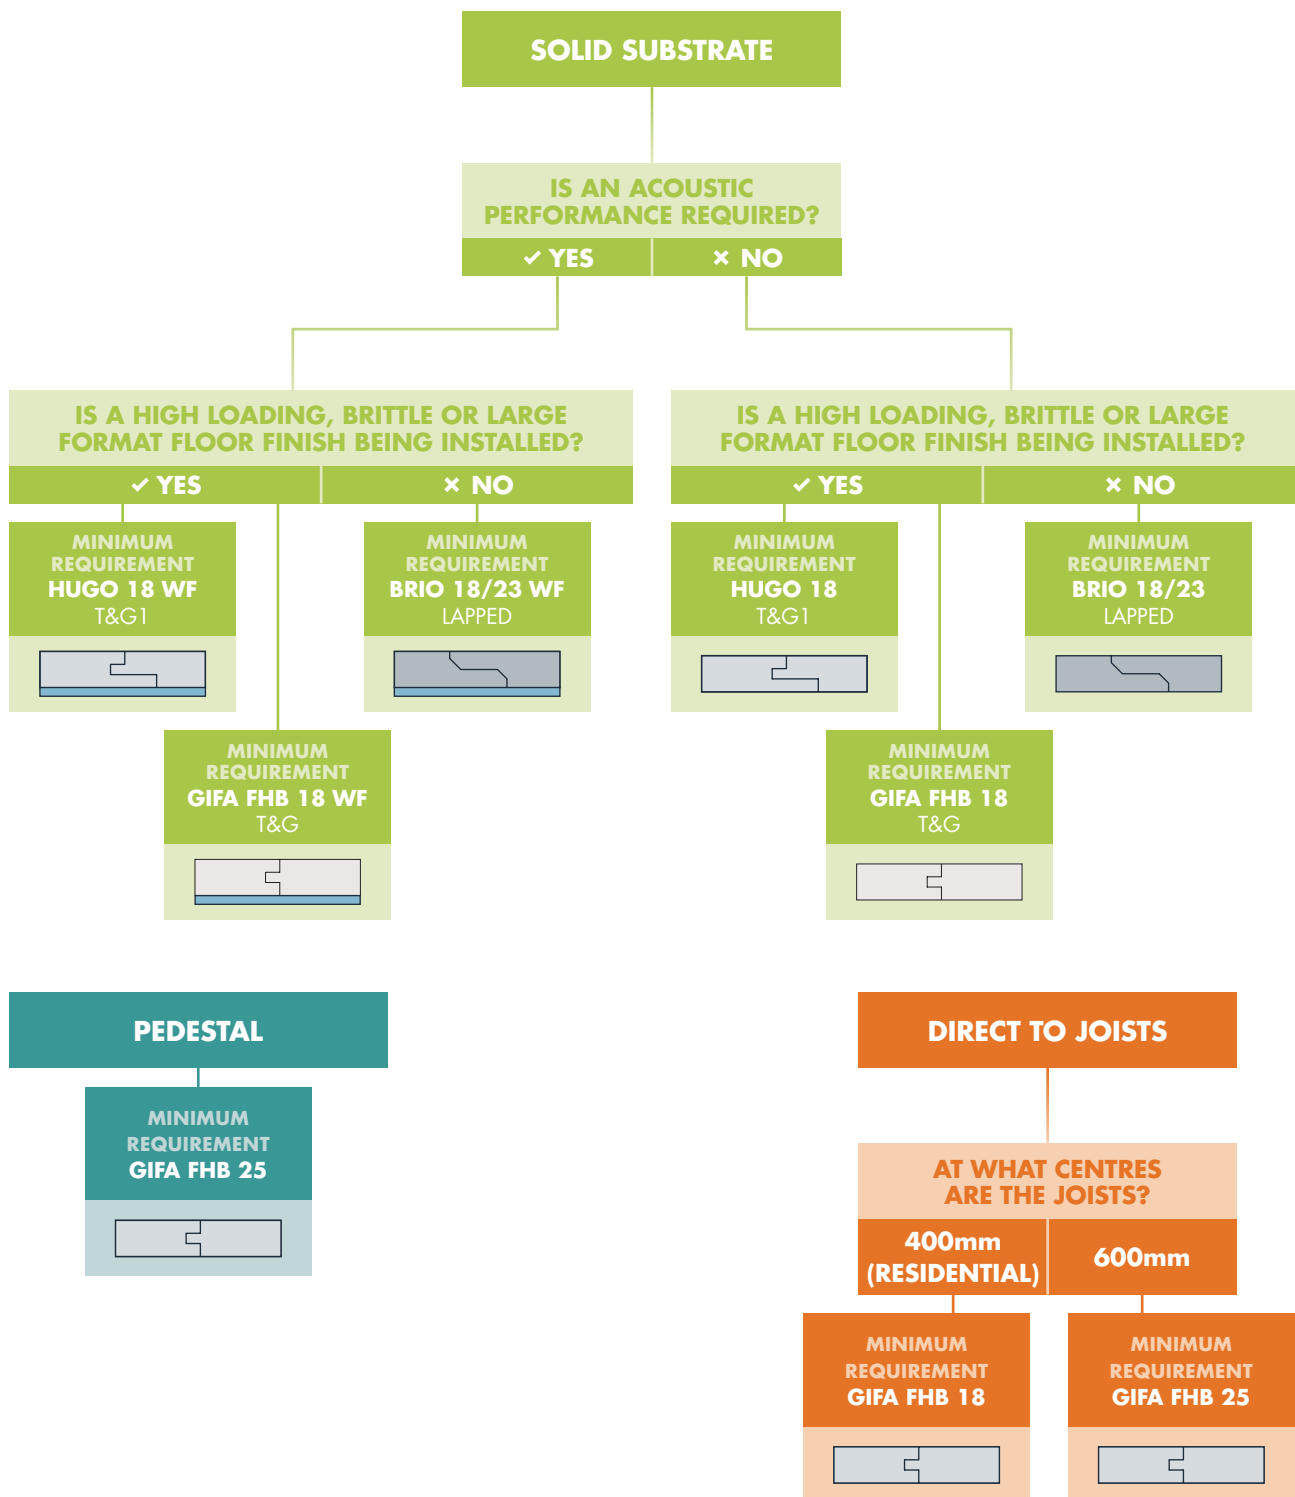 SOLID SUBSTRATE
IS AN ACOUSTIC
PERFORMANCE REQUIRED?
✓ YES
× NO
IS A HIGH LOADING, BRITTLE OR LARGE
FORMAT FLOOR FINISH BEING INSTALLED?
✓ YES
× NO
MINIMUM
REQUIREMENT
HUGO 18 WF
T&G1
MINIMUM
REQUIREMENT
BRIO 18/23 WF
LAPPED
MINIMUM
REQUIREMENT
GIFA FHB 18 WF
T&G
IS A HIGH LOADING, BRITTLE OR LARGE
FORMAT FLOOR FINISH BEING INSTALLED?
✓ YES
× NO
MINIMUM
REQUIREMENT
HUGO 18
T&G1
MINIMUM
REQUIREMENT
BRIO 18/23
LAPPED
MINIMUM
REQUIREMENT
GIFA FHB 18
T&G
PEDESTAL
MINIMUM
REQUIREMENT
GIFA FHB 25
DIRECT TO JOISTS
AT WHAT CENTRES
ARE THE JOISTS?
400mm
(RESIDENTIAL)
600mm
MINIMUM
REQUIREMENT
GIFA FHB 18
MINIMUM
REQUIREMENT
GIFA FHB 25